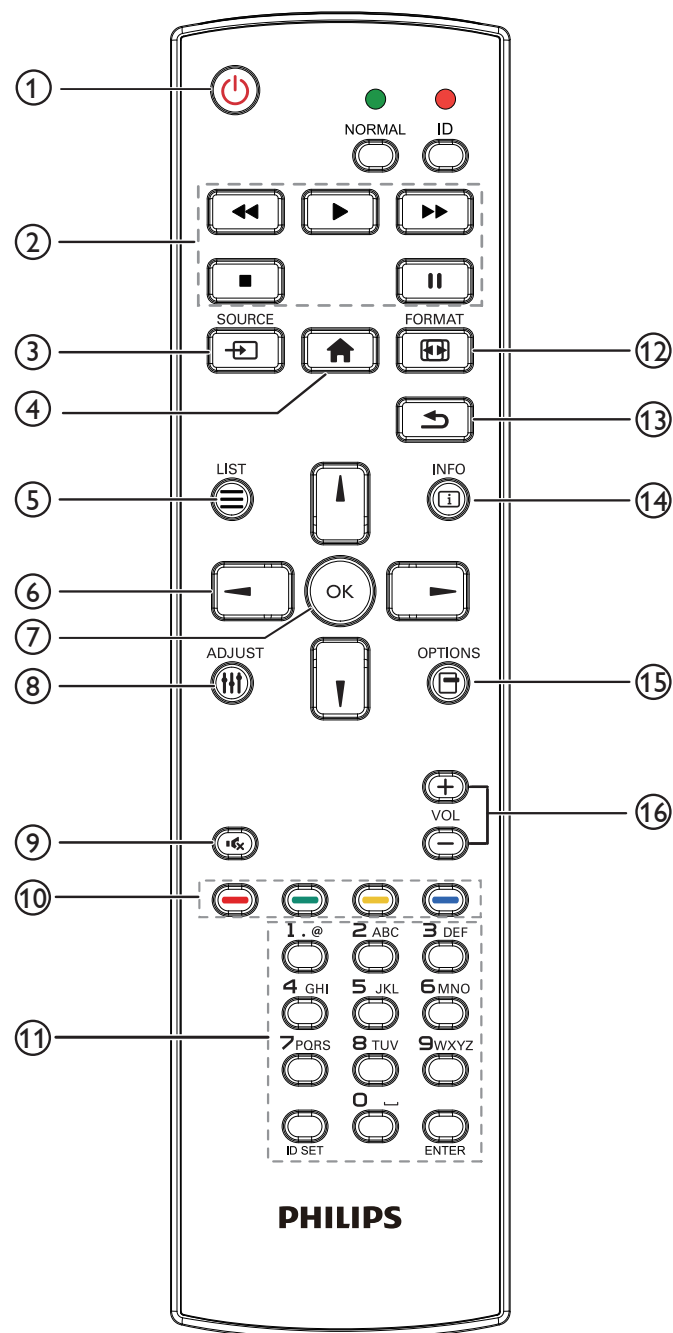 ①
NORMAL ID
②
SOURCE FORMAT
③ ⑫
④
⑬
LIST INFO
⑤ ⑭
⑥
OK
⑦
ADJUST OPTIONS
⑧ ⑮
VOL
⑯
⑨
⑩
1 . @ 2 ABC 3 DEF
4 GHI 5 JKL 6 MNO
⑪
7 PQRS 8 TUV 9 WXYZ
0 ⎵
ID SET ENTER
PHILIPS